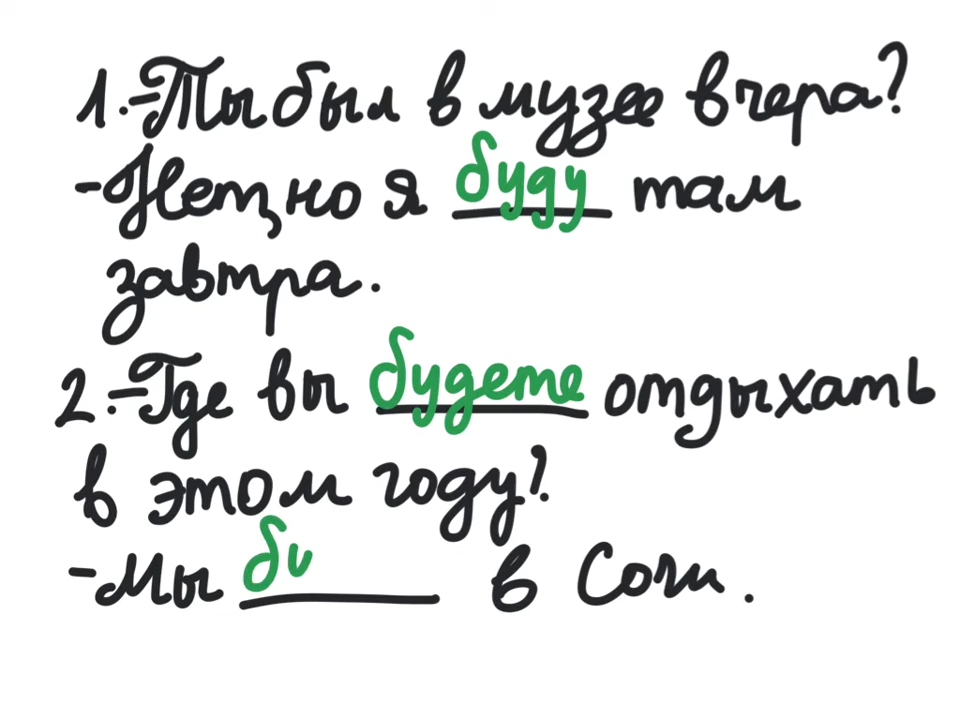 1. -Ты был в музее вчера?
-Нет, но я буду там
завтра.
2. -Где вы будете отдыхать
в этом году?
-Мы в Сочи.